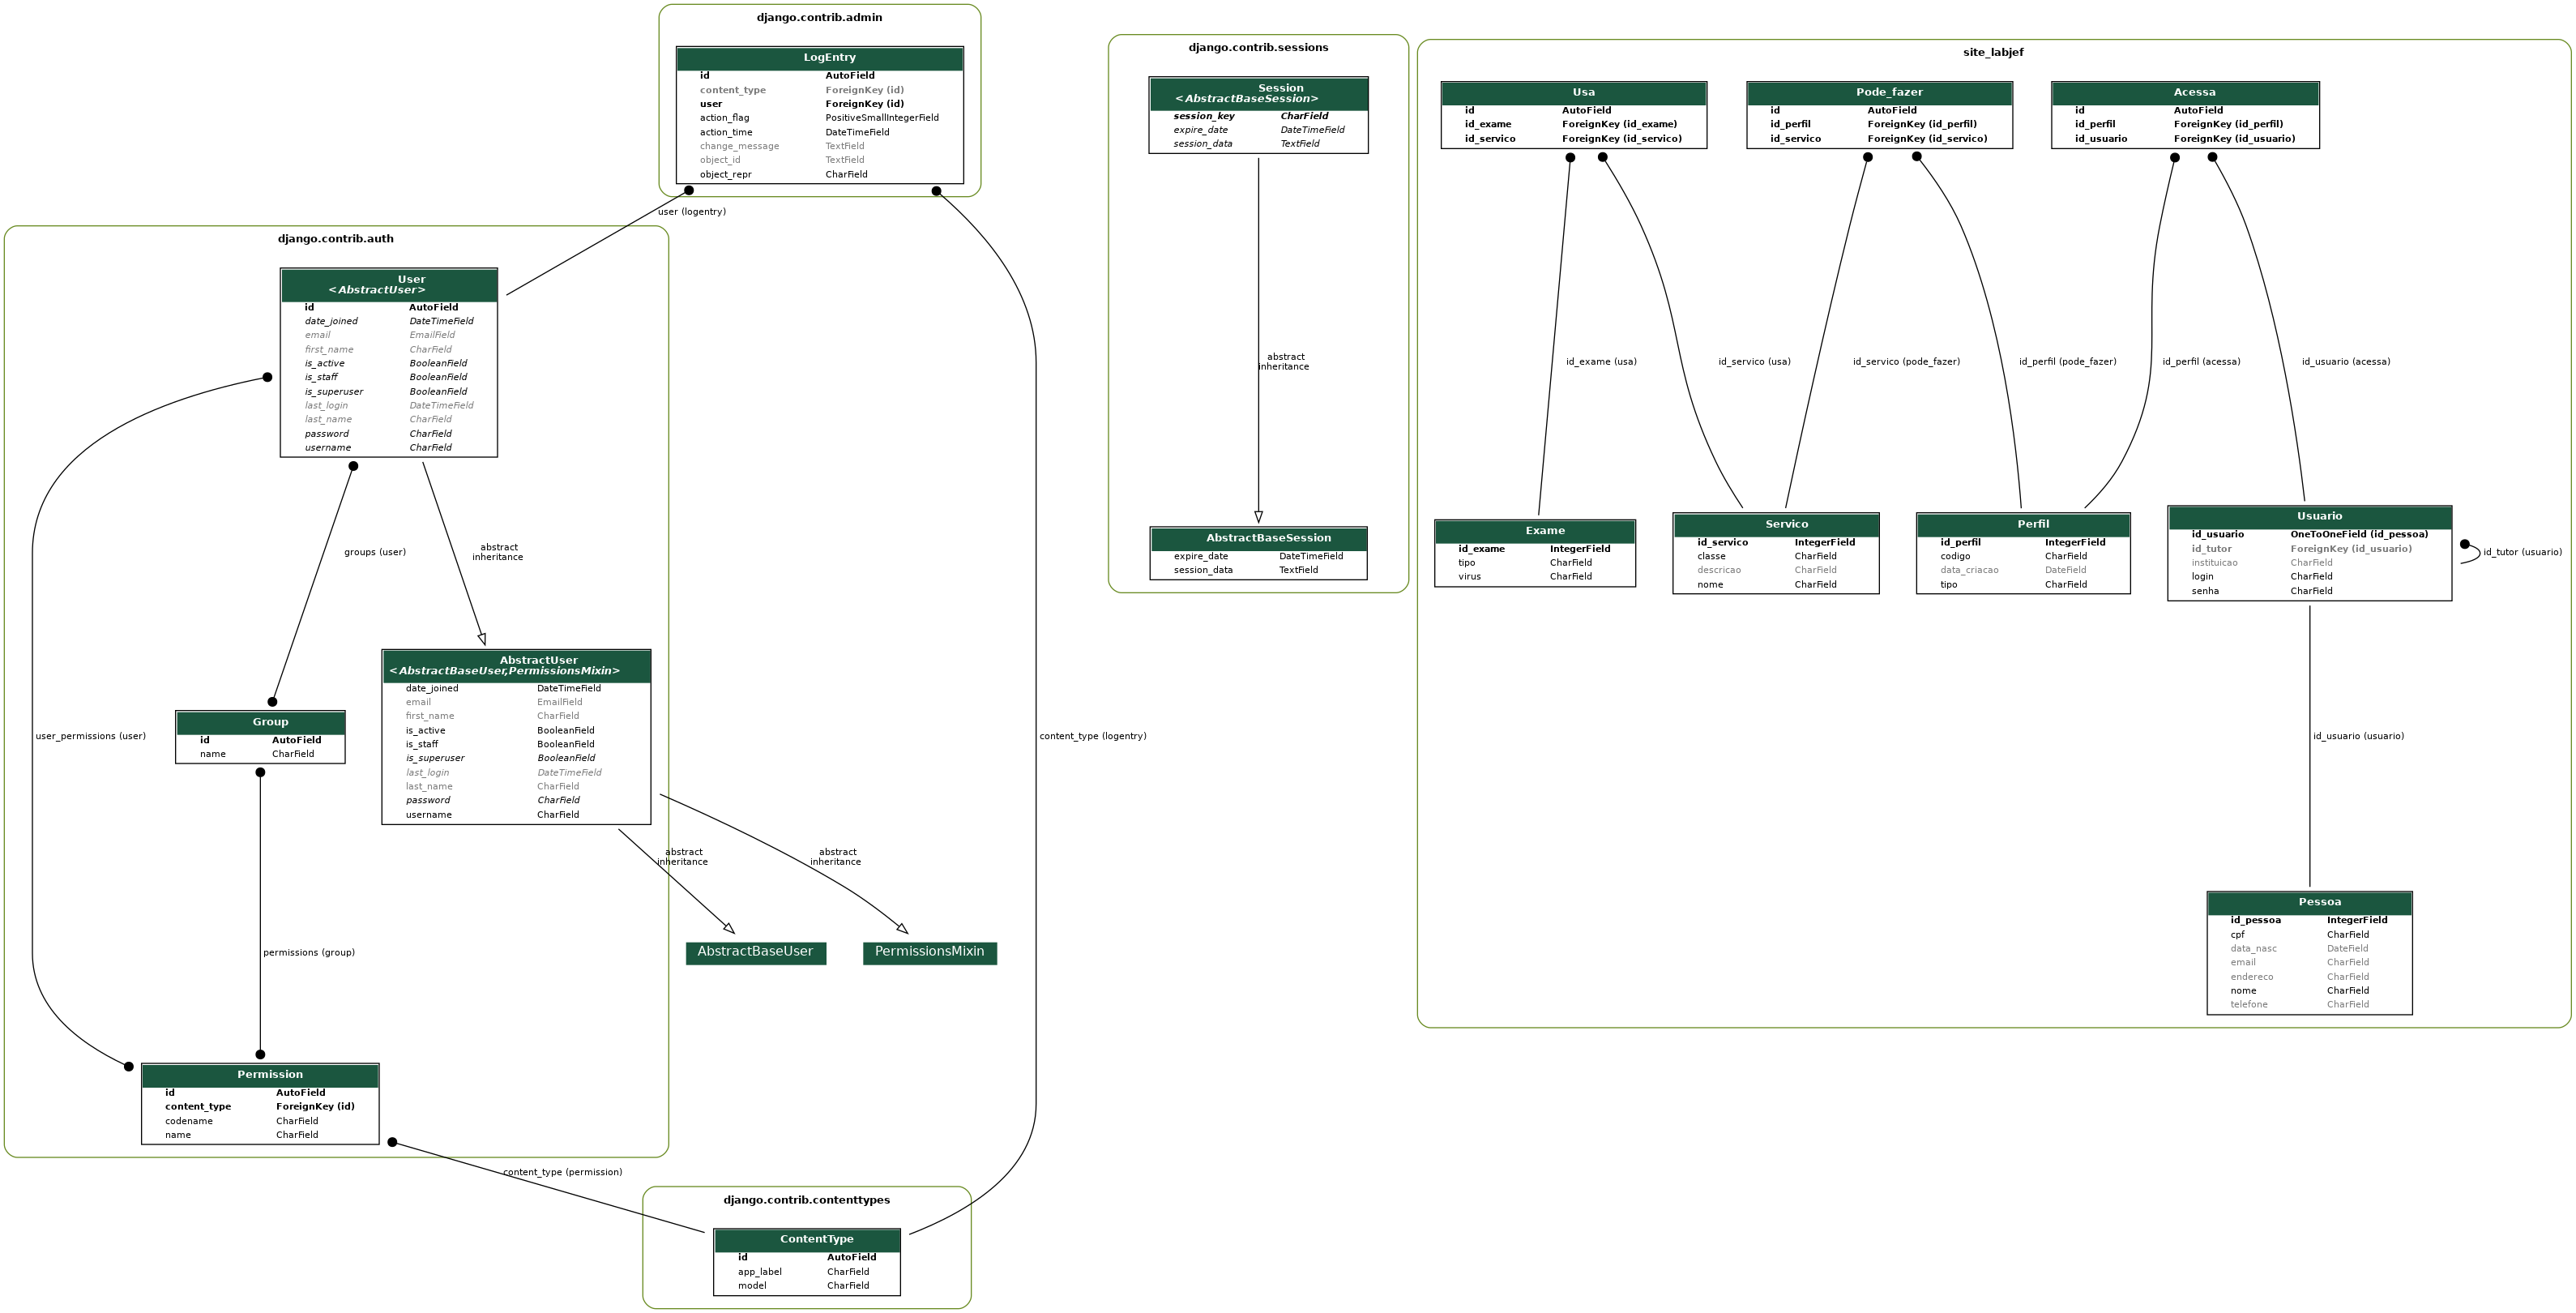 django.contrib.admin
LogEntry
id AutoField
content_type ForeignKey (id)
user ForeignKey (id)
action_flag PositiveSmallIntegerField
action_time DateTimeField
change_message TextField
object_id TextField
object_repr CharField
user (logentry)
django.contrib.auth
User
<AbstractUser>
id AutoField
date_joined DateTimeField
email EmailField
first_name CharField
is_active BooleanField
is_staff BooleanField
is_superuser BooleanField
last_login DateTimeField
last_name CharField
password CharField
username CharField
groups (user)
abstract
inheritance
AbstractUser
<AbstractBaseUser,PermissionsMixin>
date_joined DateTimeField
email EmailField
first_name CharField
is_active BooleanField
is_staff BooleanField
is_superuser BooleanField
last_login DateTimeField
last_name CharField
password CharField
username CharField
Group
id AutoField
name CharField
user_permissions (user)
content_type (logentry)
abstract
inheritance
abstract
inheritance
AbstractBaseUser
PermissionsMixin
permissions (group)
Permission
id AutoField
content_type ForeignKey (id)
codename CharField
name CharField
content_type (permission)
django.contrib.contenttypes
ContentType
id AutoField
app_label CharField
model CharField
django.contrib.sessions
Session
<AbstractBaseSession>
session_key CharField
expire_date DateTimeField
session_data TextField
abstract
inheritance
AbstractBaseSession
expire_date DateTimeField
session_data TextField
site_labjef
Usa
id AutoField
id_exame ForeignKey (id_exame)
id_servico ForeignKey (id_servico)
Pode_fazer
id AutoField
id_perfil ForeignKey (id_perfil)
id_servico ForeignKey (id_servico)
Acessa
id AutoField
id_perfil ForeignKey (id_perfil)
id_usuario ForeignKey (id_usuario)
id_exame (usa)
id_servico (usa)
id_servico (pode_fazer)
id_perfil (pode_fazer)
id_perfil (acessa)
id_usuario (acessa)
Exame
id_exame IntegerField
tipo CharField
virus CharField
Servico
id_servico IntegerField
classe CharField
descricao CharField
nome CharField
Perfil
id_perfil IntegerField
codigo CharField
data_criacao DateField
tipo CharField
Usuario
id_usuario OneToOneField (id_pessoa)
id_tutor ForeignKey (id_usuario)
instituicao CharField
login CharField
senha CharField
id_tutor (usuario)
id_usuario (usuario)
Pessoa
id_pessoa IntegerField
cpf CharField
data_nasc DateField
email CharField
endereco CharField
nome CharField
telefone CharField